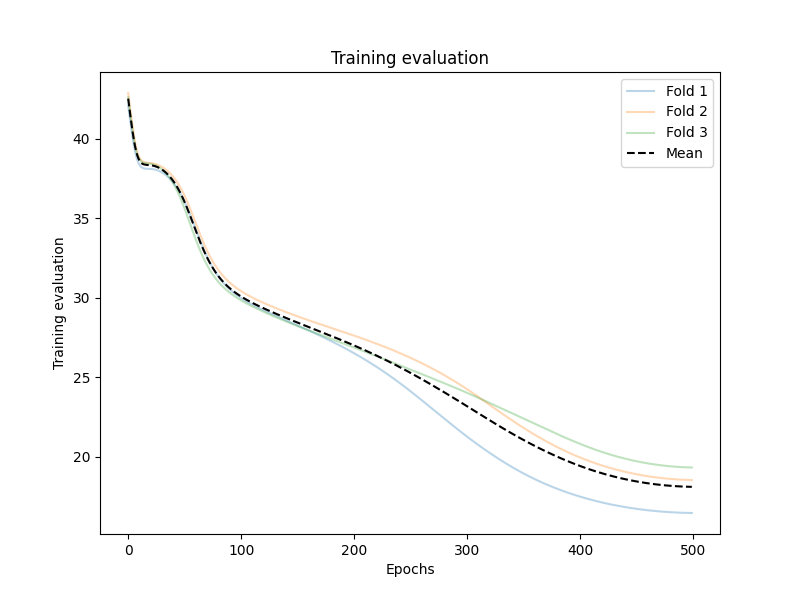 Training evaluation
Fold 1
Fold 2
Fold 3
Mean
Training evaluation
40
35
30
25
20
0 100 200 300 400 500
Epochs